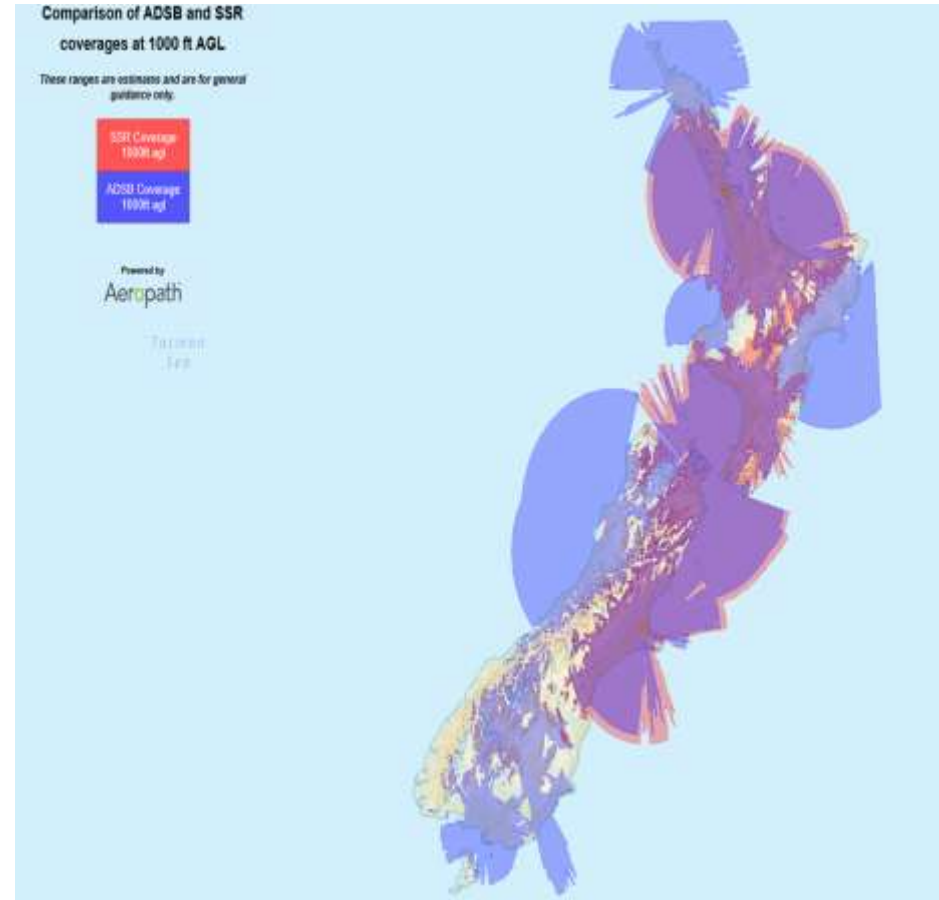 Comparison of ADSB and SSR
coverages at 1000 ft AGL
These ranges are estimates and are for general
guidance only.
SSR Coverage
1000ft agl
ADSB Coverage
1000ft agl
Powered by
Aeropath
Sea